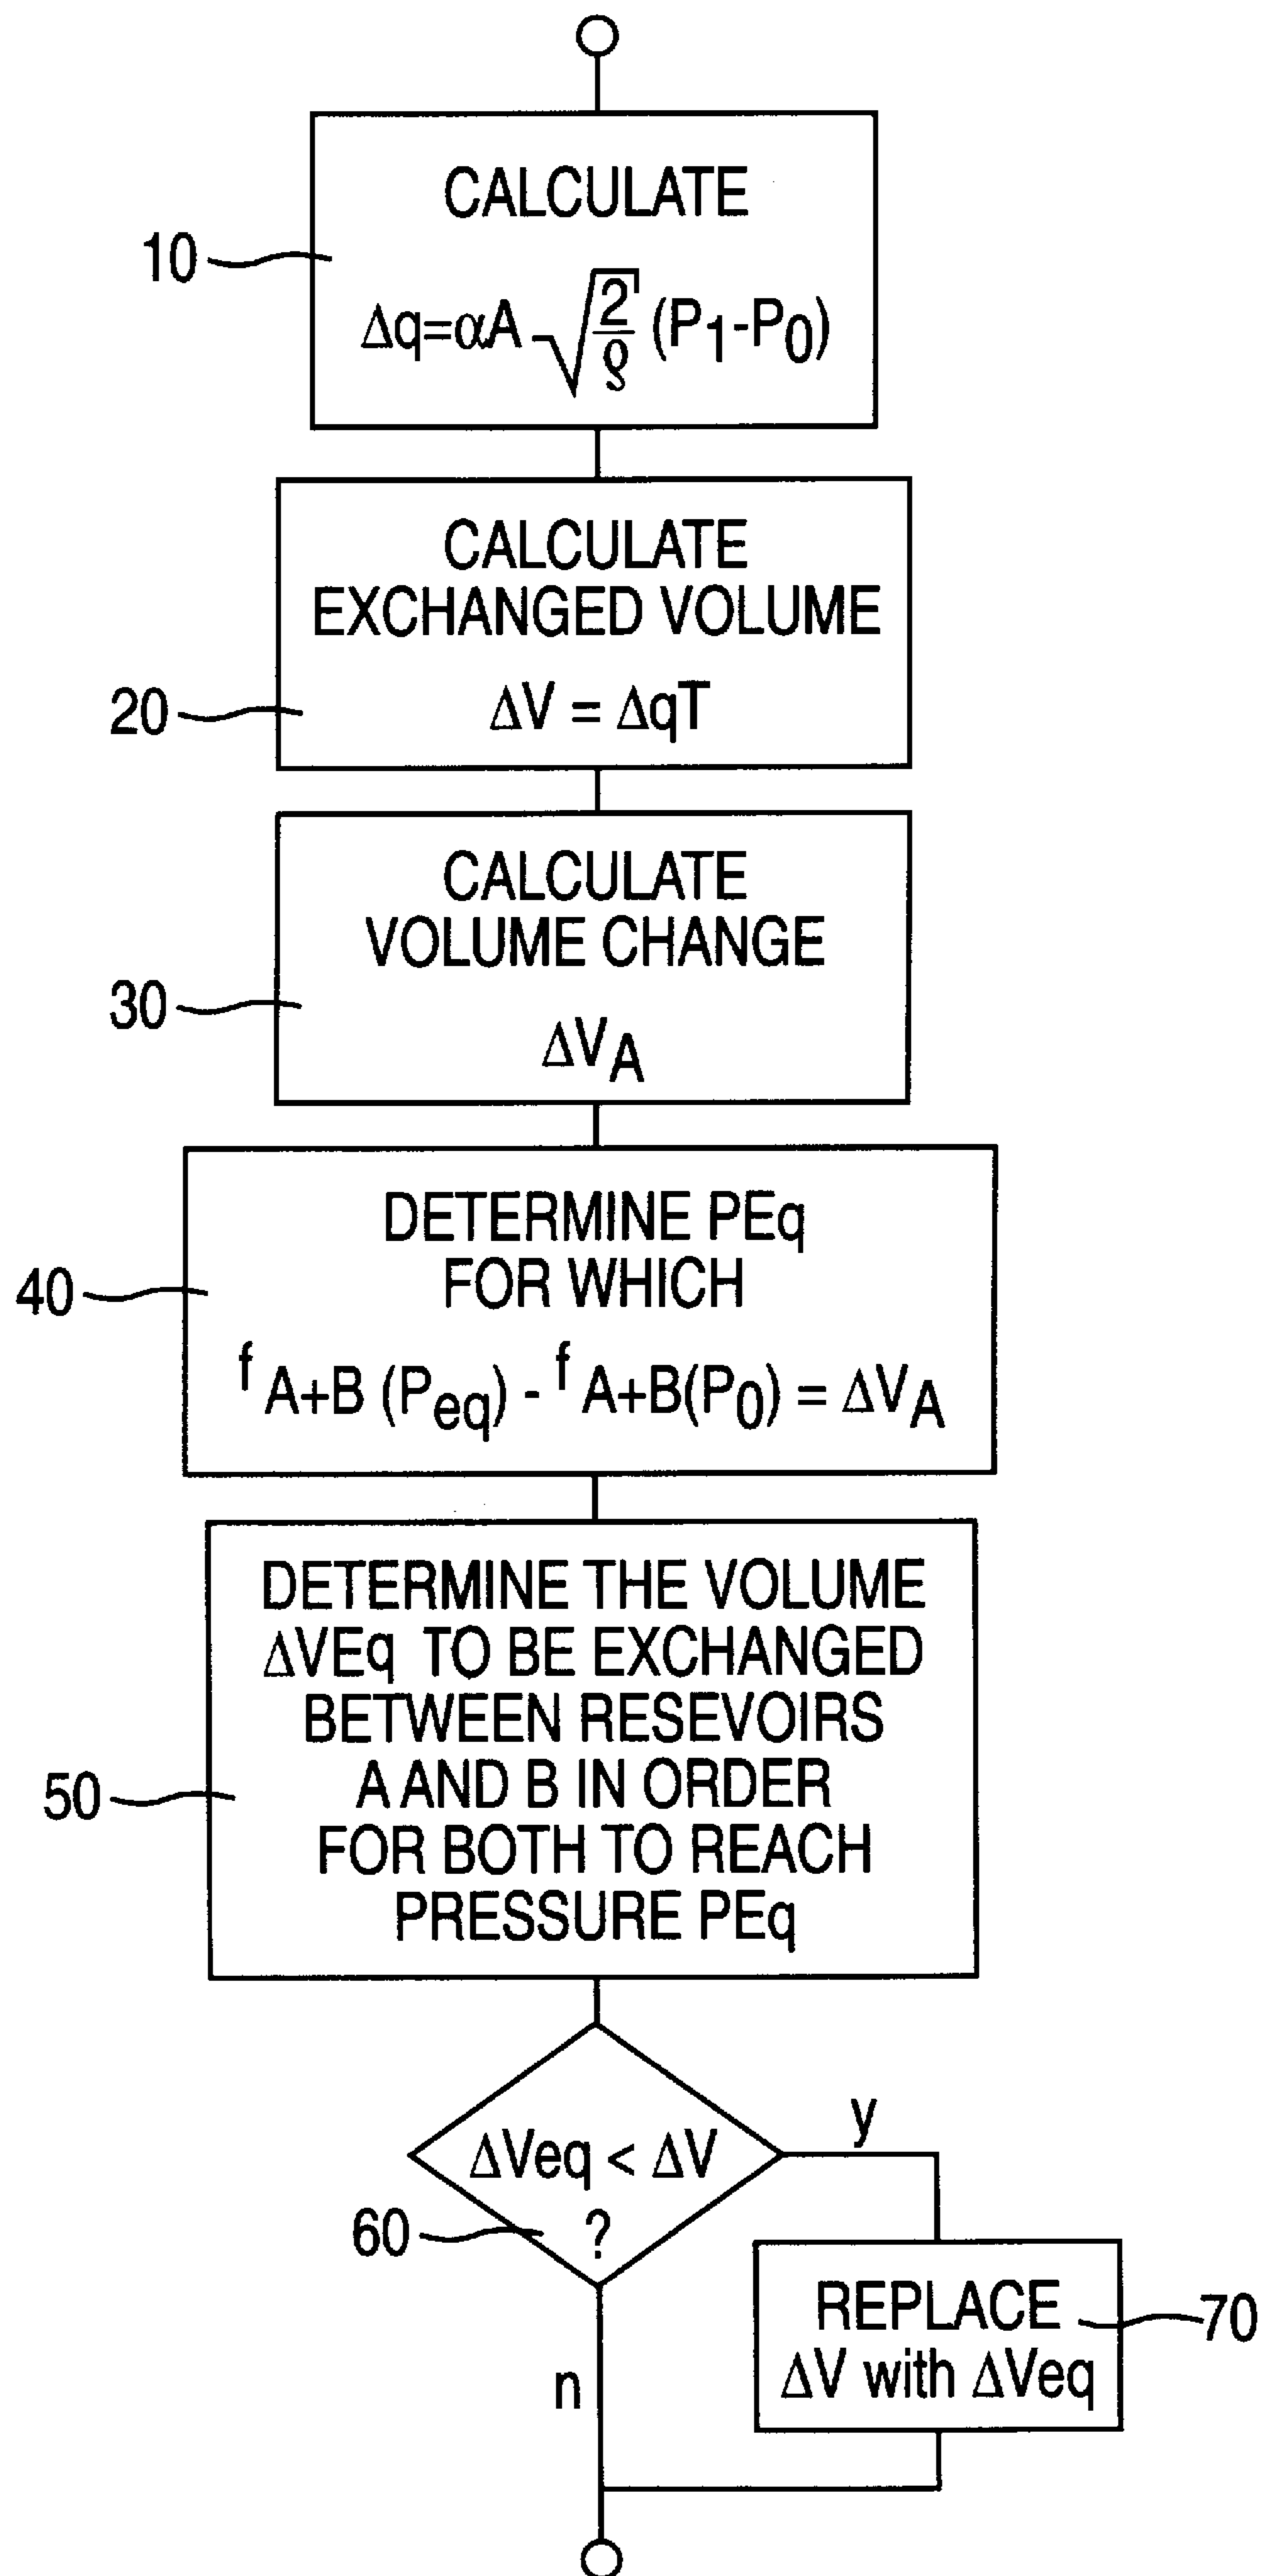 CALCULATE
10
Δq=αA √2/ϱ (P1-P0)
CALCULATE
EXCHANGED VOLUME
20
ΔV = ΔqT
CALCULATE
VOLUME CHANGE
30
ΔVA
DETERMINE PEq
FOR WHICH
40
f A+B (Peq) - f A+B(P0) = ΔVA
DETERMINE THE VOLUME
ΔVEq TO BE EXCHANGED
BETWEEN RESEVOIRS
A AND B IN ORDER
50
FOR BOTH TO REACH
PRESSURE PEq
y
ΔVeq < ΔV
60
?
REPLACE
70
ΔV with ΔVeq
n